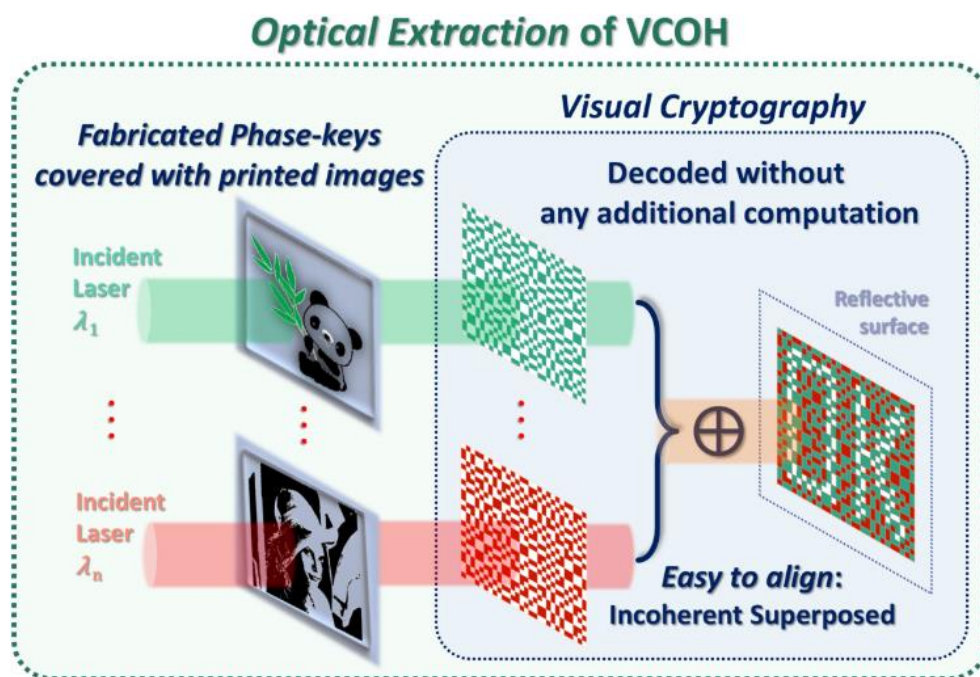 Optical Extraction of VCOH
Visual Cryptography
Fabricated Phase-keys
covered with printed images
Decoded without
any additional computation
Incident
Laser
λ₁
Reflective
surface
Incident
Laser
λₙ
Easy to align:
Incoherent Superposed